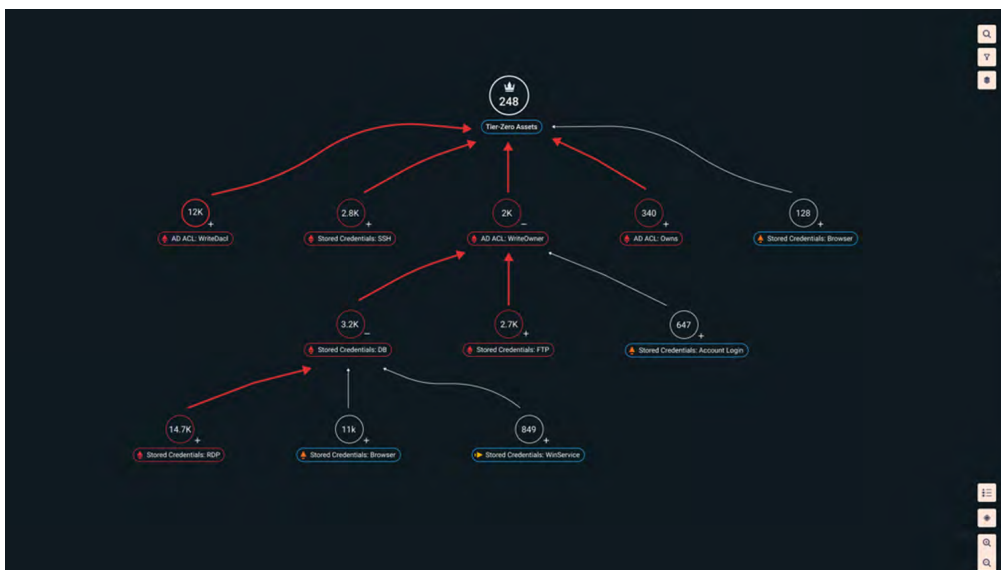 248
Tier-Zero Assets
12K
+
AD ACL: WriteDacl
2.8K
+
Stored Credentials: SSH
2K
–
AD ACL: WriteOwner
340
+
AD ACL: Owns
128
+
Stored Credentials: Browser
3.2K
–
Stored Credentials: DB
2.7K
+
Stored Credentials: FTP
647
+
Stored Credentials: Account Login
14.7K
+
Stored Credentials: RDP
11k
+
Stored Credentials: Browser
849
+
Stored Credentials: WinService